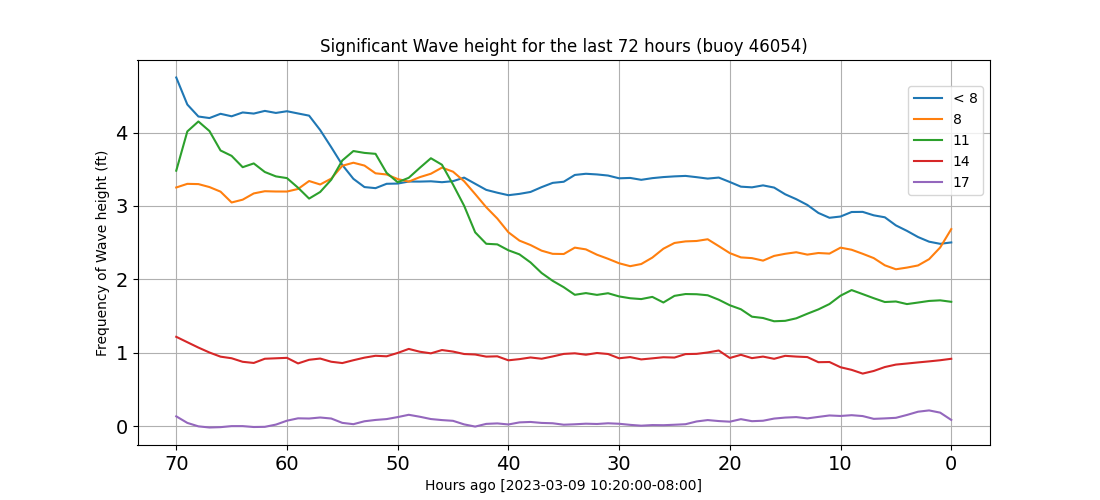 Significant Wave height for the last 72 hours (buoy 46054)
Frequency of Wave height (ft)
4
3
2
1
0
< 8
8
11
14
17
70 60 50 40 30 20 10 0
Hours ago [2023-03-09 10:20:00-08:00]